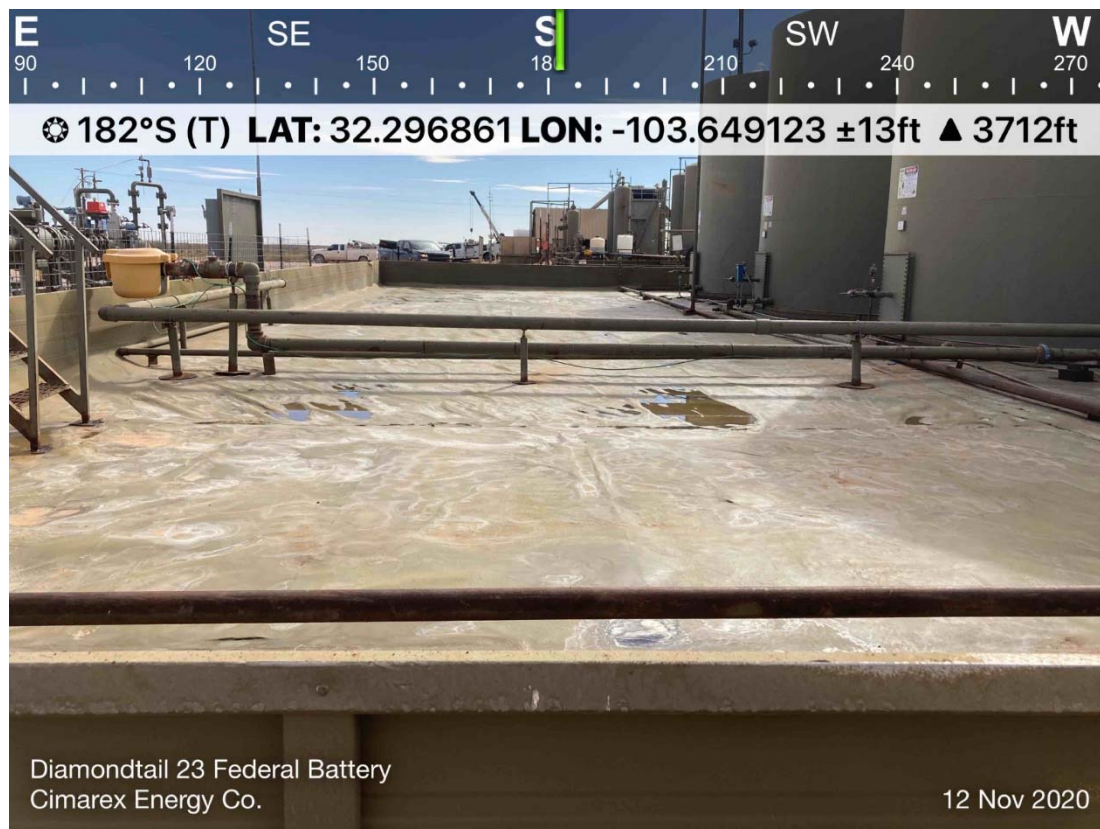 E SE S SW W
90 120 150 180 210 240 270
182°S (T) LAT: 32.296861 LON: -103.649123 ±13ft ▲ 3712ft
Diamondtail 23 Federal Battery
Cimarex Energy Co.
12 Nov 2020